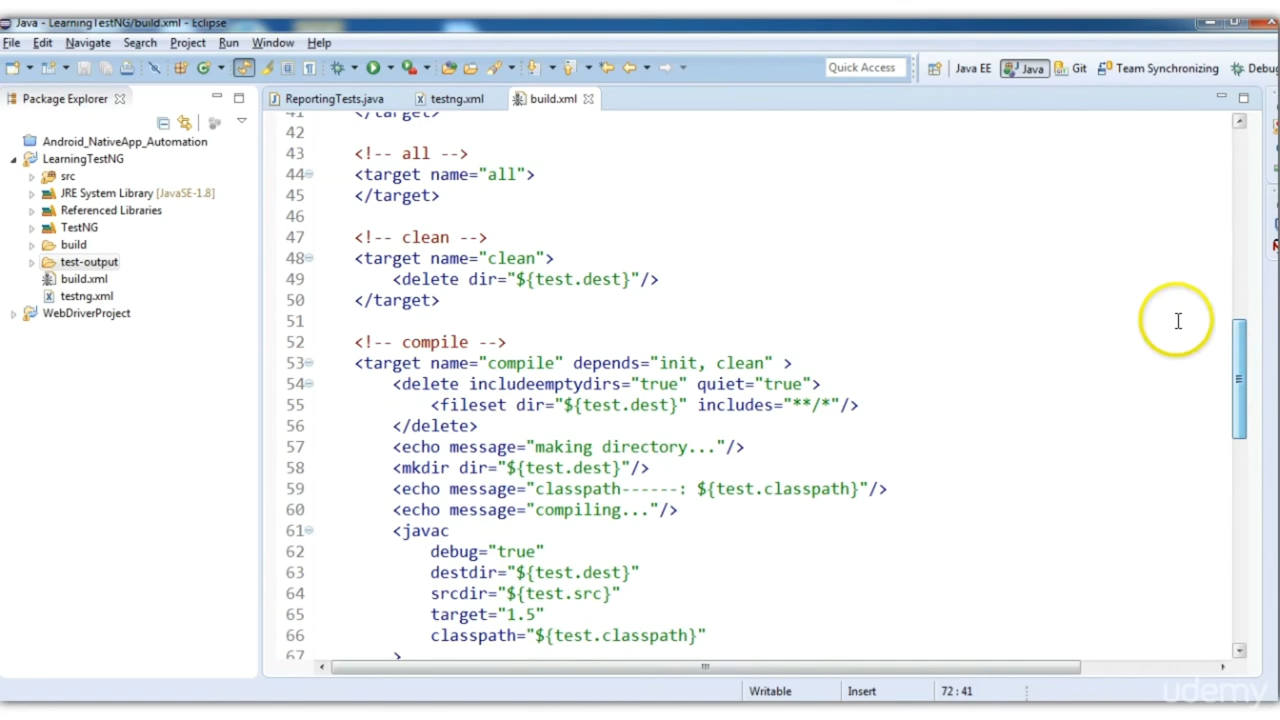 Java - LearningTestNG/build.xml - Eclipse
File Edit Navigate Search Project Run Window Help
Quick Access Java EE Java Git Team Synchronizing Debug
Package Explorer
ReportingTests.java testng.xml build.xml
Android_NativeApp_Automation
LearningTestNG
src
JRE System Library [JavaSE-1.8]
Referenced Libraries
TestNG
build
test-output
build.xml
testng.xml
WebDriverProject
41 </target>
42
43 <!-- all -->
44 <target name="all">
45 </target>
46
47 <!-- clean -->
48 <target name="clean">
49 <delete dir="${test.dest}"/>
50 </target>
51
52 <!-- compile -->
53 <target name="compile" depends="init, clean" >
54 <delete includeemptydirs="true" quiet="true">
55 <fileset dir="${test.dest}" includes="**/*"/>
56 </delete>
57 <echo message="making directory..."/>
58 <mkdir dir="${test.dest}"/>
59 <echo message="classpath------: ${test.classpath}"/>
60 <echo message="compiling..."/>
61 <javac
62 debug="true"
63 destdir="${test.dest}"
64 srcdir="${test.src}"
65 target="1.5"
66 classpath="${test.classpath}"
67 >
Writable Insert 72:41
udemy